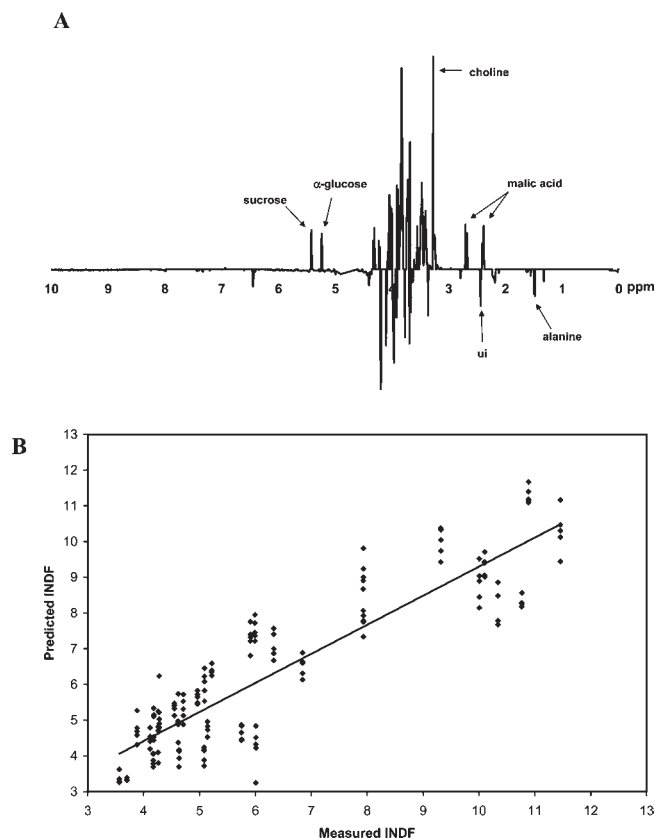 A
choline
α-glucose
sucrose
malic acid
10 9 8 7 6 5 4 3 2 1 0 ppm
ui
alanine
B
13
12
11
10
9
8
7
6
5
4
3
Predicted INDF
3 4 5 6 7 8 9 10 11 12 13
Measured INDF